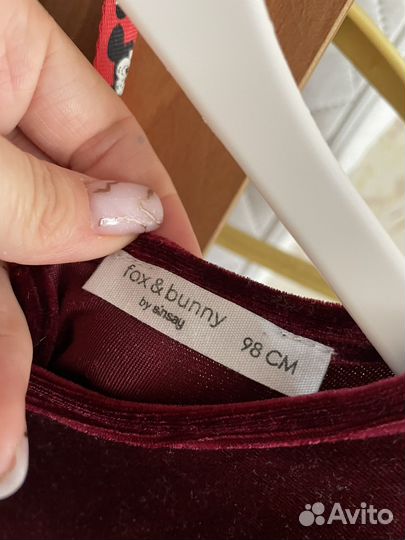 fox & bunny
by sinsay
98 CM
Avito